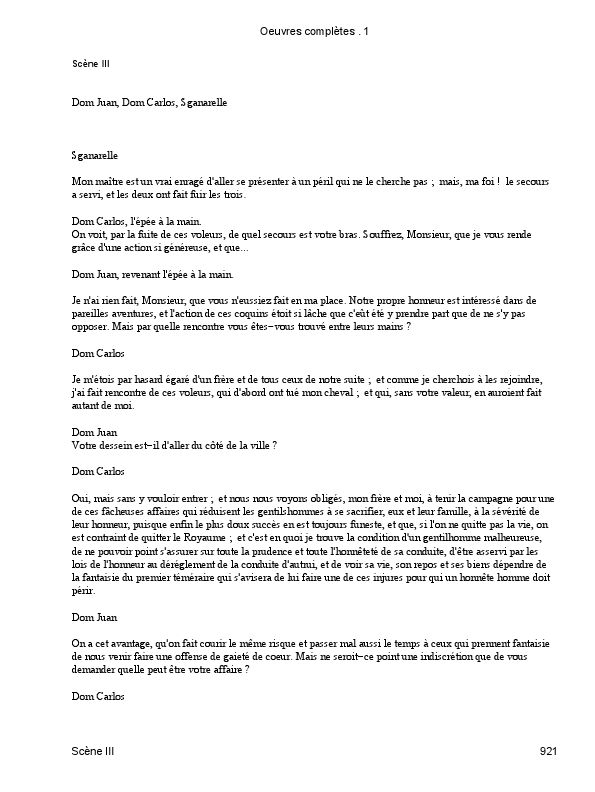 Oeuvres complètes . 1
Scène III
Dom Juan, Dom Carlos, Sganarelle
Sganarelle
Mon maître est un vrai enragé d'aller se présenter à un péril qui ne le cherche pas ; mais, ma foi ! le secours
a servi, et les deux ont fait fuir les trois.
Dom Carlos, l'épée à la main.
On voit, par la fuite de ces voleurs, de quel secours est votre bras. Souffrez, Monsieur, que je vous rende
grâce d'une action si généreuse, et que...
Dom Juan, revenant l'épée à la main.
Je n'ai rien fait, Monsieur, que vous n'eussiez fait en ma place. Notre propre honneur est intéressé dans de
pareilles aventures, et l'action de ces coquins étoit si lâche que c'eût été y prendre part que de ne s'y pas
opposer. Mais par quelle rencontre vous êtes−vous trouvé entre leurs mains ?
Dom Carlos
Je m'étois par hasard égaré d'un frère et de tous ceux de notre suite ; et comme je cherchois à les rejoindre,
j'ai fait rencontre de ces voleurs, qui d'abord ont tué mon cheval ; et qui, sans votre valeur, en auroient fait
autant de moi.
Dom Juan
Votre dessein est−il d'aller du côté de la ville ?
Dom Carlos
Oui, mais sans y vouloir entrer ; et nous nous voyons obligés, mon frère et moi, à tenir la campagne pour une
de ces fâcheuses affaires qui réduisent les gentilshommes à se sacrifier, eux et leur famille, à la sévérité de
leur honneur, puisque enfin le plus doux succès en est toujours funeste, et que, si l'on ne quitte pas la vie, on
est contraint de quitter le Royaume ; et c'est en quoi je trouve la condition d'un gentilhomme malheureuse,
de ne pouvoir point s'assurer sur toute la prudence et toute l'honnêteté de sa conduite, d'être asservi par les
lois de l'honneur au déréglement de la conduite d'autrui, et de voir sa vie, son repos et ses biens dépendre de
la fantaisie du premier téméraire qui s'avisera de lui faire une de ces injures pour qui un honnête homme doit
périr.
Dom Juan
On a cet avantage, qu'on fait courir le même risque et passer mal aussi le temps à ceux qui prennent fantaisie
de nous venir faire une offense de gaieté de coeur. Mais ne seroit−ce point une indiscrétion que de vous
demander quelle peut être votre affaire ?
Dom Carlos
Scène III
921